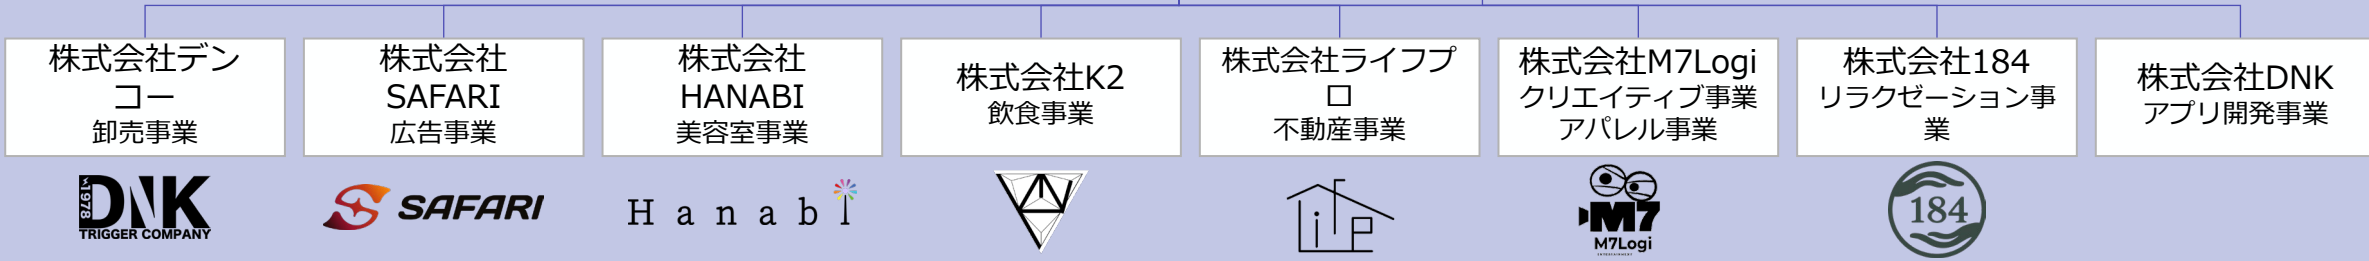 株式会社デン
コー
卸売事業
株式会社
SAFARI
広告事業
株式会社
HANABI
美容室事業
株式会社K2
飲食事業
株式会社ライフプ
ロ
不動産事業
株式会社M7Logi
クリエイティブ事業
アパレル事業
株式会社184
リラクゼーション事
業
株式会社DNK
アプリ開発事業
1978
DNK
TRIGGER COMPANY
SAFARI
Hanabi
Life
M7
M7Logi
184